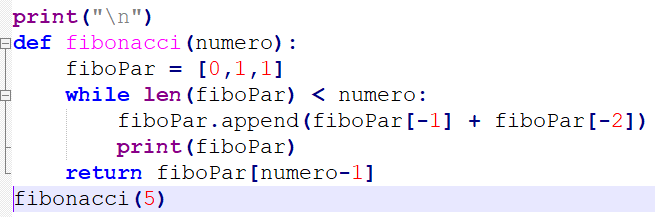 print("\n")
def fibonacci(numero):
    fiboPar = [0,1,1]
    while len(fiboPar) < numero:
        fiboPar.append(fiboPar[-1] + fiboPar[-2])
        print(fiboPar)
    return fiboPar[numero-1]
fibonacci(5)